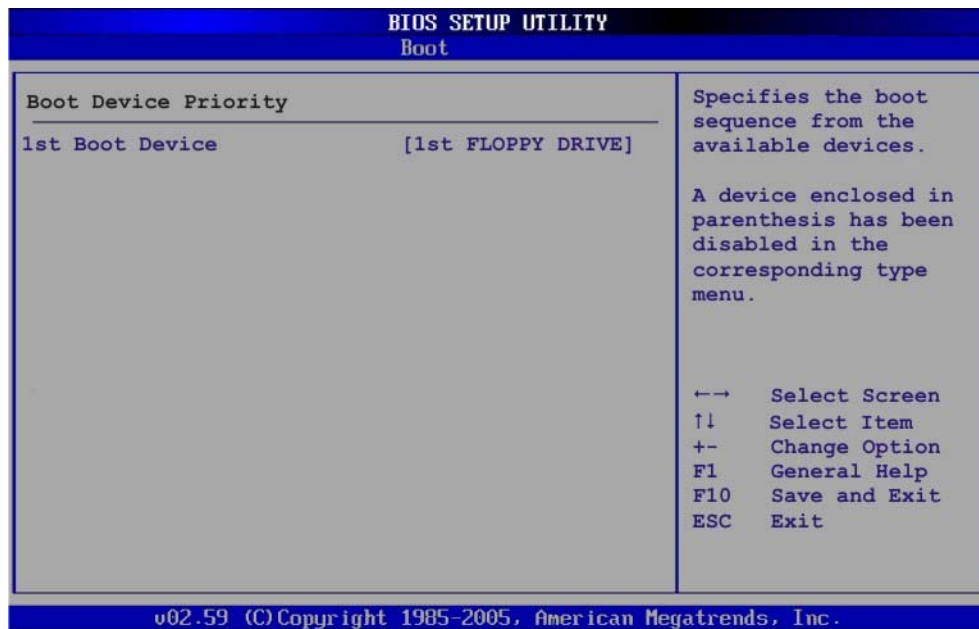 BIOS SETUP UTILITY
Boot
Boot Device Priority
1st Boot Device [1st FLOPPY DRIVE]
Specifies the boot
sequence from the
available devices.
A device enclosed in
parenthesis has been
disabled in the
corresponding type
menu.
←→ Select Screen
↑↓ Select Item
+- Change Option
F1 General Help
F10 Save and Exit
ESC Exit
v02.59 (C)Copyright 1985-2005, American Megatrends, Inc.